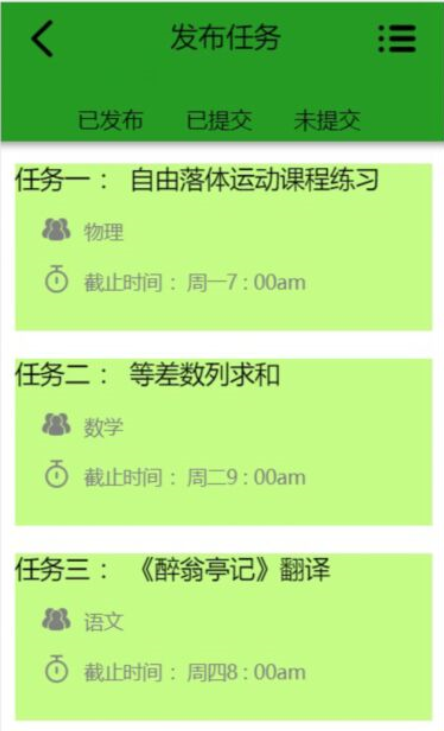 发布任务
已发布 已提交 未提交
任务一： 自由落体运动课程练习
物理
截止时间：周一7：00am
任务二： 等差数列求和
数学
截止时间：周二9：00am
任务三： 《醉翁亭记》翻译
语文
截止时间：周四8：00am